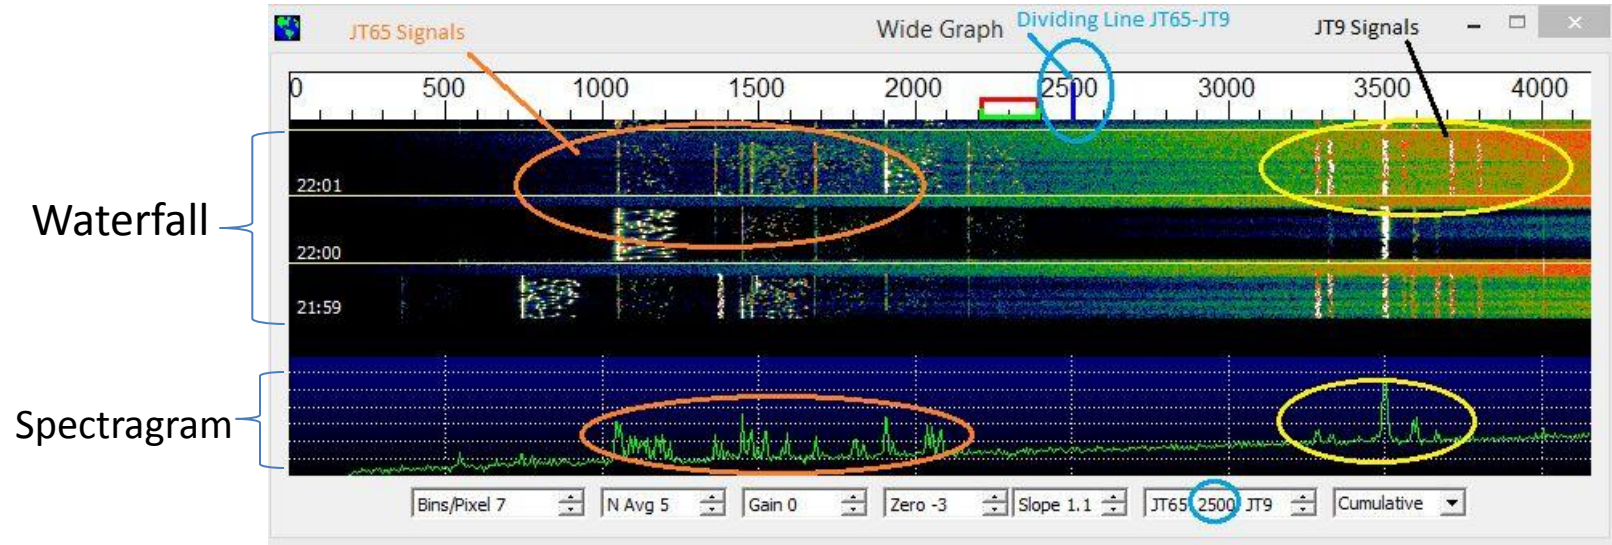 JT65 Signals
Wide Graph
Dividing Line JT65-JT9
JT9 Signals
0 500 1000 1500 2000 2500 3000 3500 4000
Waterfall
22:01
22:00
21:59
Spectragram
Bins/Pixel 7 N Avg 5 Gain 0 Zero -3 Slope 1.1 JT65 2500 JT9 Cumulative